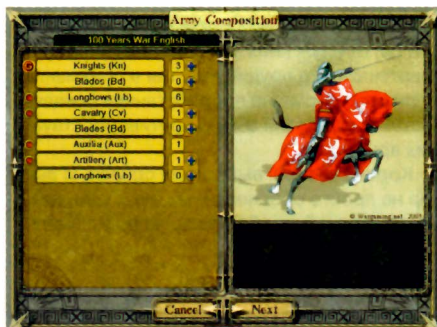 Army Composition
100 Years War English
Knights (Kn) 3 +
Blades (Bd) 0 +
Longbows (Lb) 6
Cavalry (Cv) 1 +
Blades (Bd) 0 +
Auxilia (Aux) 1
Artillery (Art) 1 +
Longbows (Lb) 0 +
© Wargaming.net 2005
Cancel Next